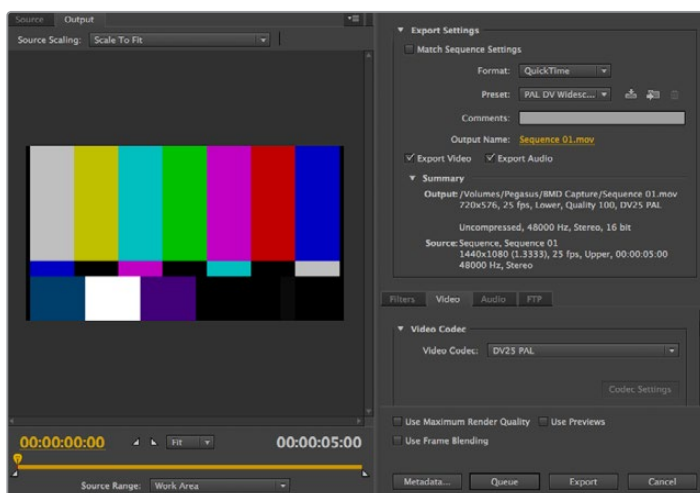 Source Output
Source Scaling: Scale To Fit
00:00:00:00 Fit 00:00:05:00
Source Range: Work Area
Export Settings
Match Sequence Settings
Format: QuickTime
Preset: PAL DV Widesc...
Comments:
Output Name: Sequence 01.mov
Export Video Export Audio
Summary
Output: /Volumes/Pegasus/BMD Capture/Sequence 01.mov
720x576, 25 fps, Lower, Quality 100, DV25 PAL
Uncompressed, 48000 Hz, Stereo, 16 bit
Source: Sequence, Sequence 01
1440x1080 (1.3333), 25 fps, Upper, 00:00:05:00
48000 Hz, Stereo
Filters Video Audio FTP
Video Codec
Video Codec: DV25 PAL
Codec Settings
Use Maximum Render Quality Use Previews
Use Frame Blending
Metadata... Queue Export Cancel